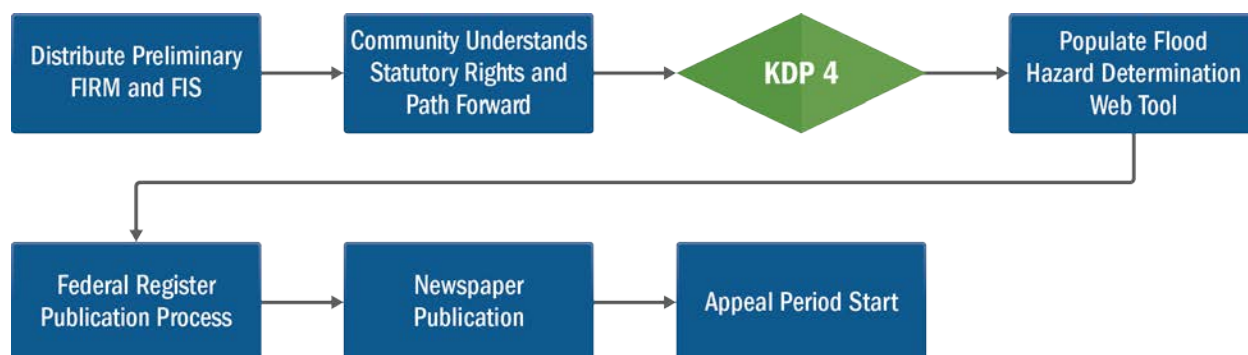 Distribute Preliminary
FIRM and FIS
Community Understands
Statutory Rights and
Path Forward
KDP 4
Populate Flood
Hazard Determination
Web Tool
Federal Register
Publication Process
Newspaper
Publication
Appeal Period Start